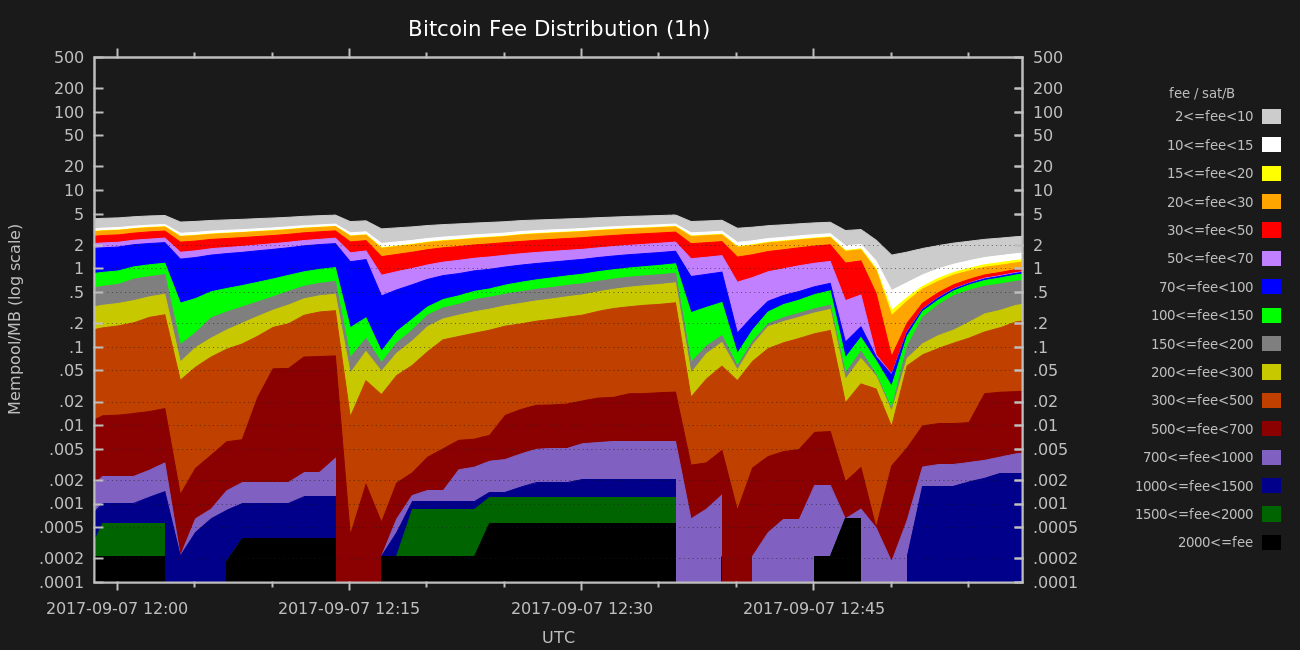 Bitcoin Fee Distribution (1h)
Mempool/MB (log scale)
500
200
100
50
20
10
5
2
1
.5
.2
.1
.05
.02
.01
.005
.002
.001
.0005
.0002
.0001
500
200
100
50
20
10
5
2
1
.5
.2
.1
.05
.02
.01
.005
.002
.001
.0005
.0002
.0001
2017-09-07 12:00
2017-09-07 12:15
2017-09-07 12:30
2017-09-07 12:45
UTC
fee / sat/B
2<=fee<10
10<=fee<15
15<=fee<20
20<=fee<30
30<=fee<50
50<=fee<70
70<=fee<100
100<=fee<150
150<=fee<200
200<=fee<300
300<=fee<500
500<=fee<700
700<=fee<1000
1000<=fee<1500
1500<=fee<2000
2000<=fee